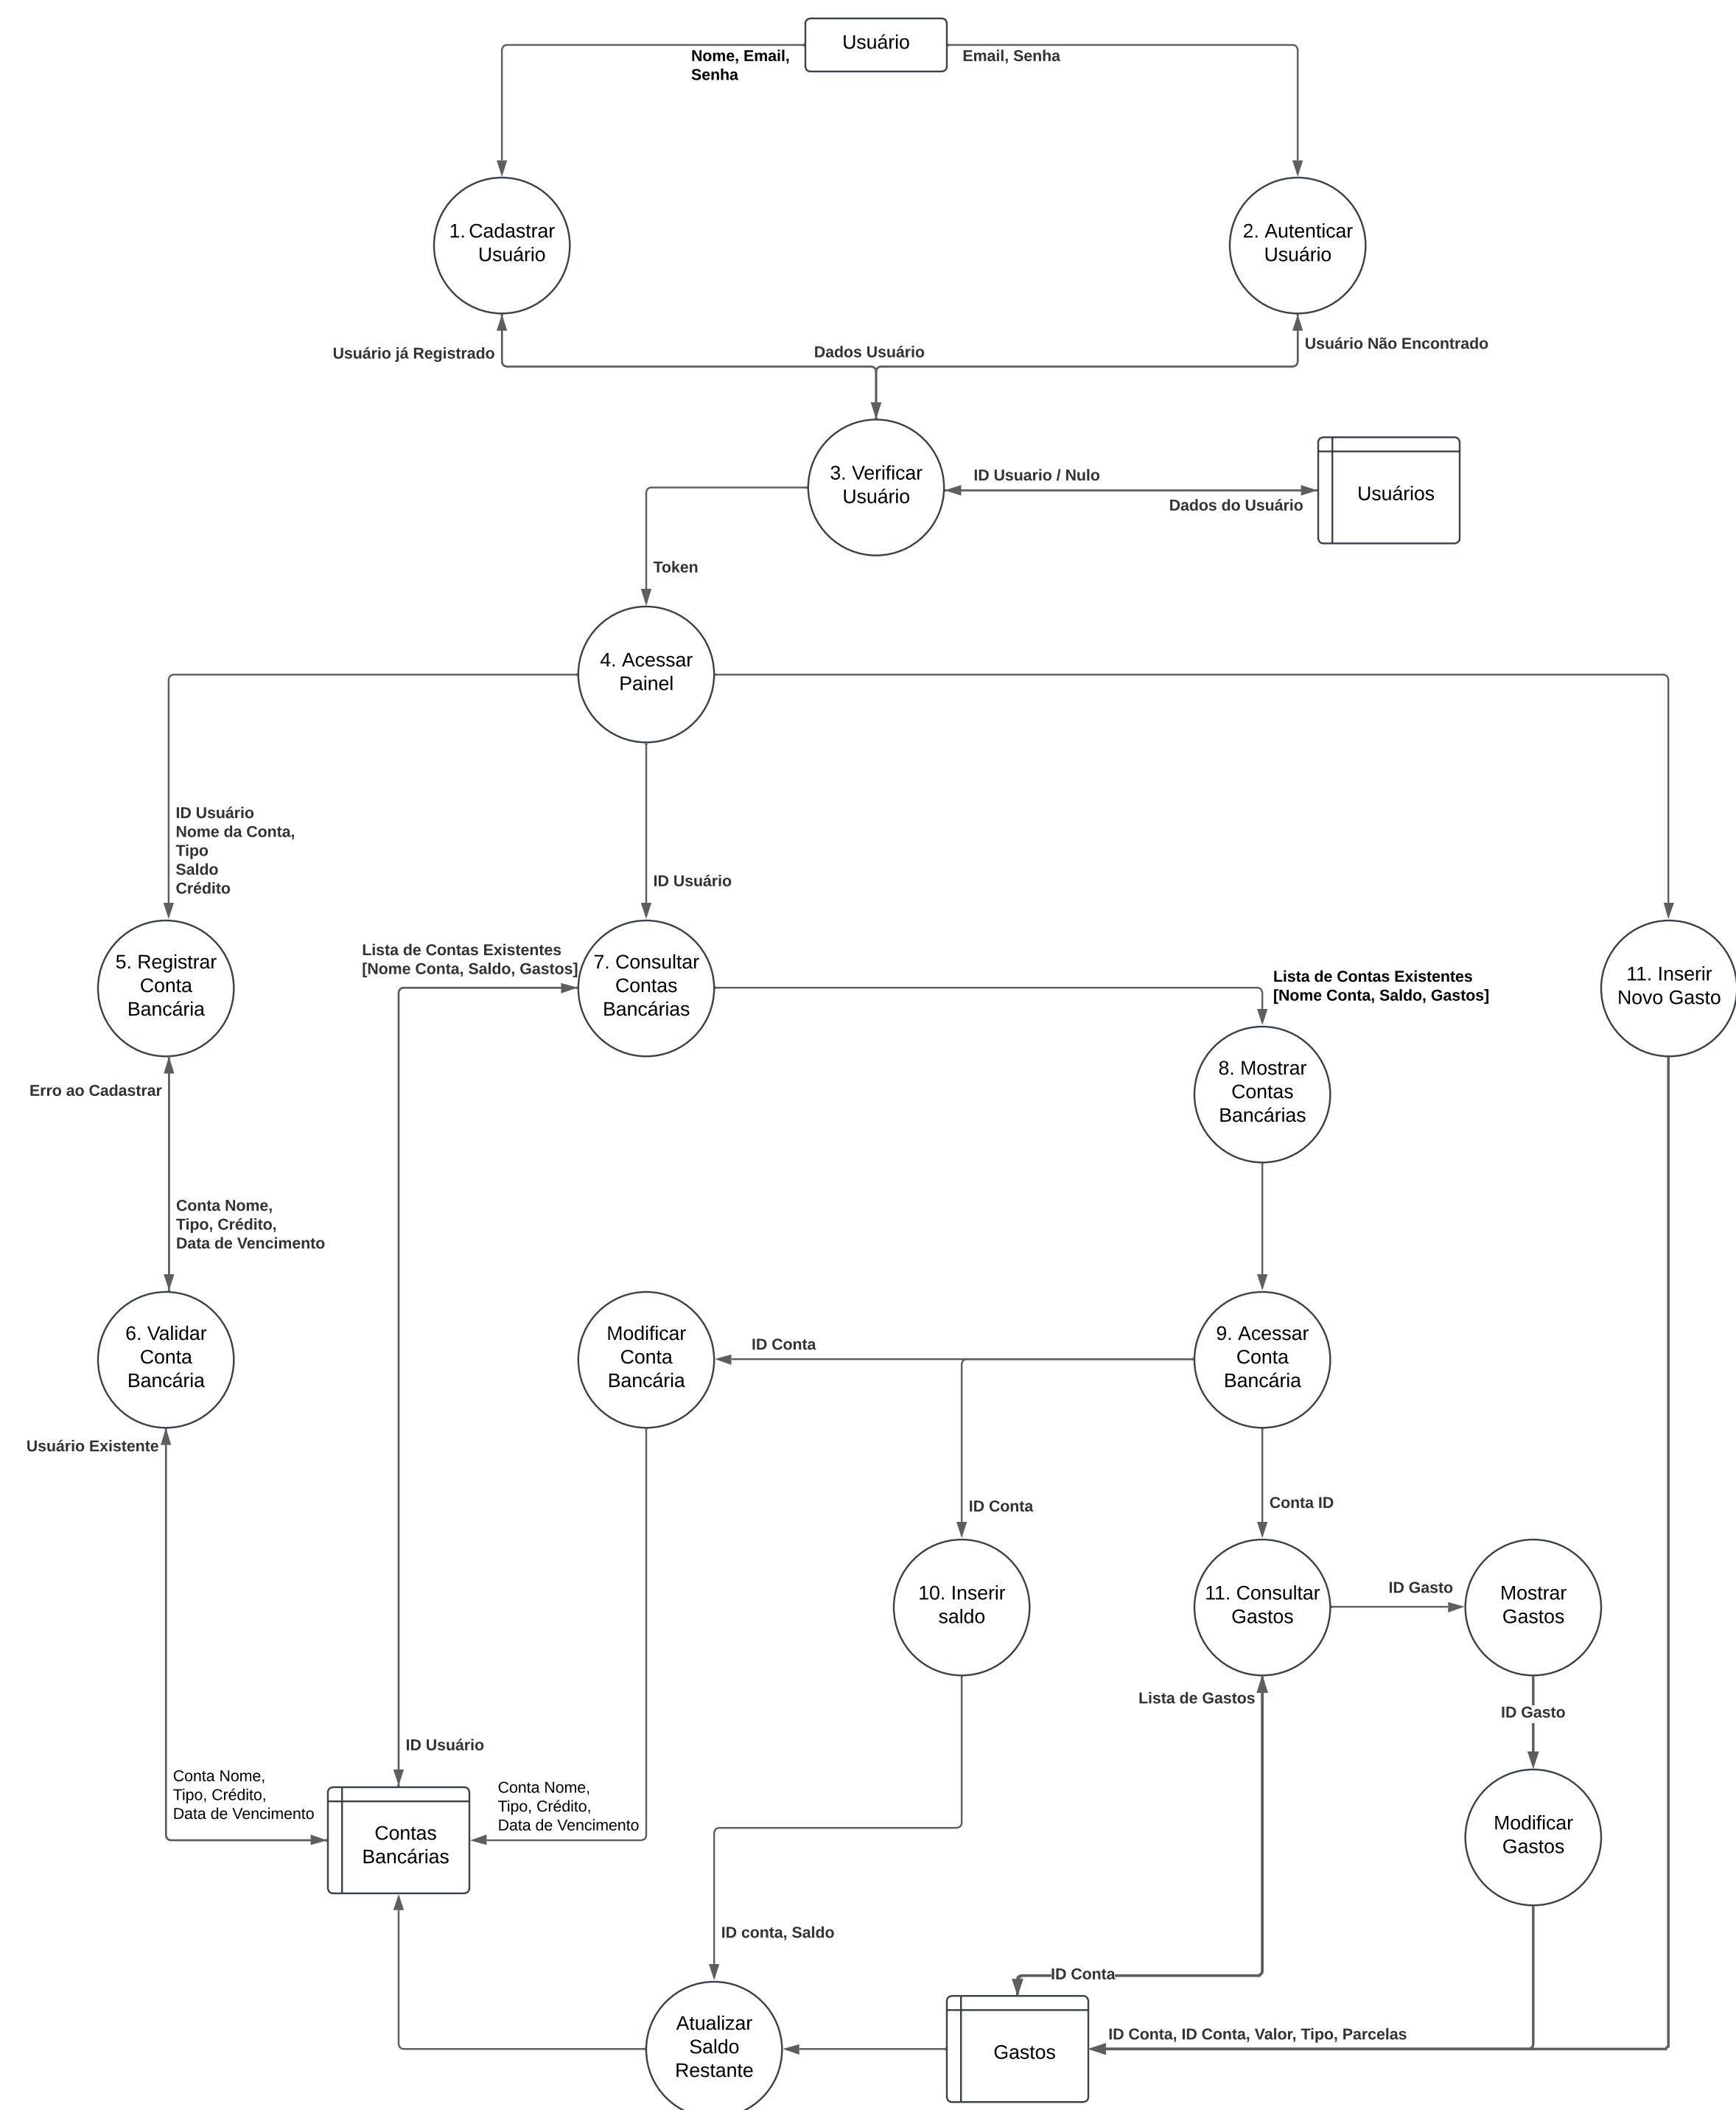 Usuário
Nome, Email,
Senha
Email, Senha
1. Cadastrar
Usuário
2. Autenticar
Usuário
Usuário já Registrado
Dados Usuário
Usuário Não Encontrado
3. Verificar
Usuário
ID Usuario / Nulo
Dados do Usuário
Usuários
Token
4. Acessar
Painel
ID Usuário
Nome da Conta,
Tipo
Saldo
Crédito
ID Usuário
5. Registrar
Conta
Bancária
Lista de Contas Existentes
[Nome Conta, Saldo, Gastos]
7. Consultar
Contas
Bancárias
Lista de Contas Existentes
[Nome Conta, Saldo, Gastos]
11. Inserir
Novo Gasto
8. Mostrar
Contas
Bancárias
Erro ao Cadastrar
Conta Nome,
Tipo, Crédito,
Data de Vencimento
6. Validar
Conta
Bancária
Modificar
Conta
Bancária
ID Conta
9. Acessar
Conta
Bancária
Usuário Existente
ID Conta
Conta ID
10. Inserir
saldo
11. Consultar
Gastos
ID Gasto
Mostrar
Gastos
Lista de Gastos
ID Gasto
ID Usuário
Conta Nome,
Tipo, Crédito,
Data de Vencimento
Conta Nome,
Tipo, Crédito,
Data de Vencimento
Contas
Bancárias
Modificar
Gastos
ID conta, Saldo
ID Conta
Atualizar
Saldo
Restante
Gastos
ID Conta, ID Conta, Valor, Tipo, Parcelas